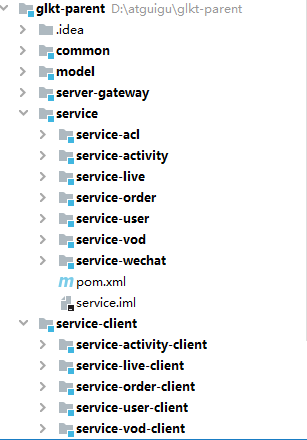 glkt-parent D:\atguigu\glkt-parent
.idea
common
model
server-gateway
service
service-acl
service-activity
service-live
service-order
service-user
service-vod
service-wechat
pom.xml
service.iml
service-client
service-activity-client
service-live-client
service-order-client
service-user-client
service-vod-client